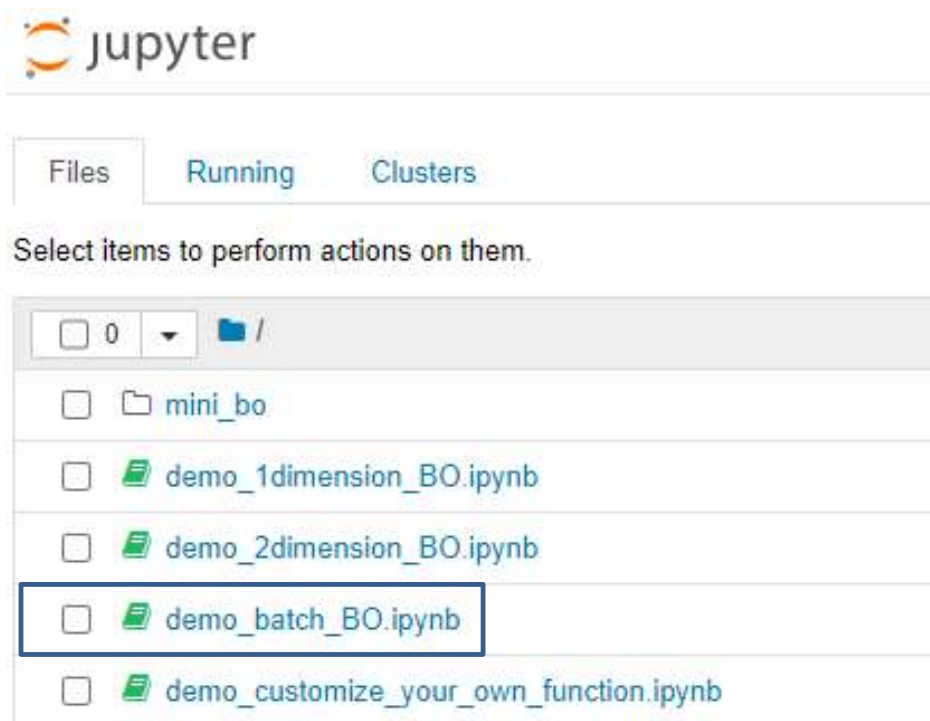 jupyter
Files Running Clusters
Select items to perform actions on them.
0 /
mini_bo
demo_1dimension_BO.ipynb
demo_2dimension_BO.ipynb
demo_batch_BO.ipynb
demo_customize_your_own_function.ipynb